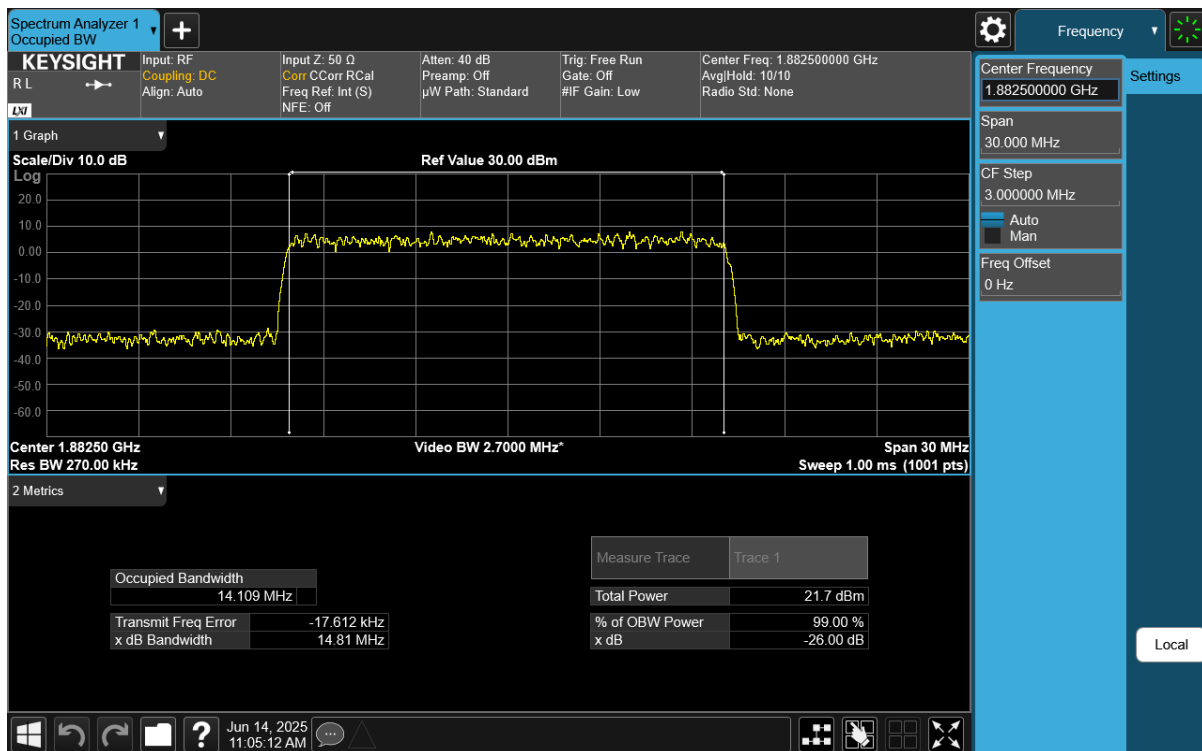 Spectrum Analyzer 1
Occupied BW
+
Frequency
KEYSIGHT
R L
LXI
Input: RF
Coupling: DC
Align: Auto
Input Z: 50 Ω
Corr CCorr RCal
Freq Ref: Int (S)
NFE: Off
Atten: 40 dB
Preamp: Off
µW Path: Standard
Trig: Free Run
Gate: Off
#IF Gain: Low
Center Freq: 1.882500000 GHz
Avg|Hold: 10/10
Radio Std: None
Center Frequency
1.882500000 GHz
Settings
Span
30.000 MHz
CF Step
3.000000 MHz
Auto
Man
Freq Offset
0 Hz
Local
1 Graph
Scale/Div 10.0 dB
Ref Value 30.00 dBm
Log
20.0
10.0
0.00
-10.0
-20.0
-30.0
-40.0
-50.0
-60.0
Center 1.88250 GHz
Video BW 2.7000 MHz*
Span 30 MHz
Res BW 270.00 kHz
Sweep 1.00 ms (1001 pts)
2 Metrics
Measure Trace
Trace 1
Occupied Bandwidth
14.109 MHz
Total Power 21.7 dBm
Transmit Freq Error -17.612 kHz
% of OBW Power 99.00 %
x dB Bandwidth 14.81 MHz
x dB -26.00 dB
?
Jun 14, 2025
11:05:12 AM